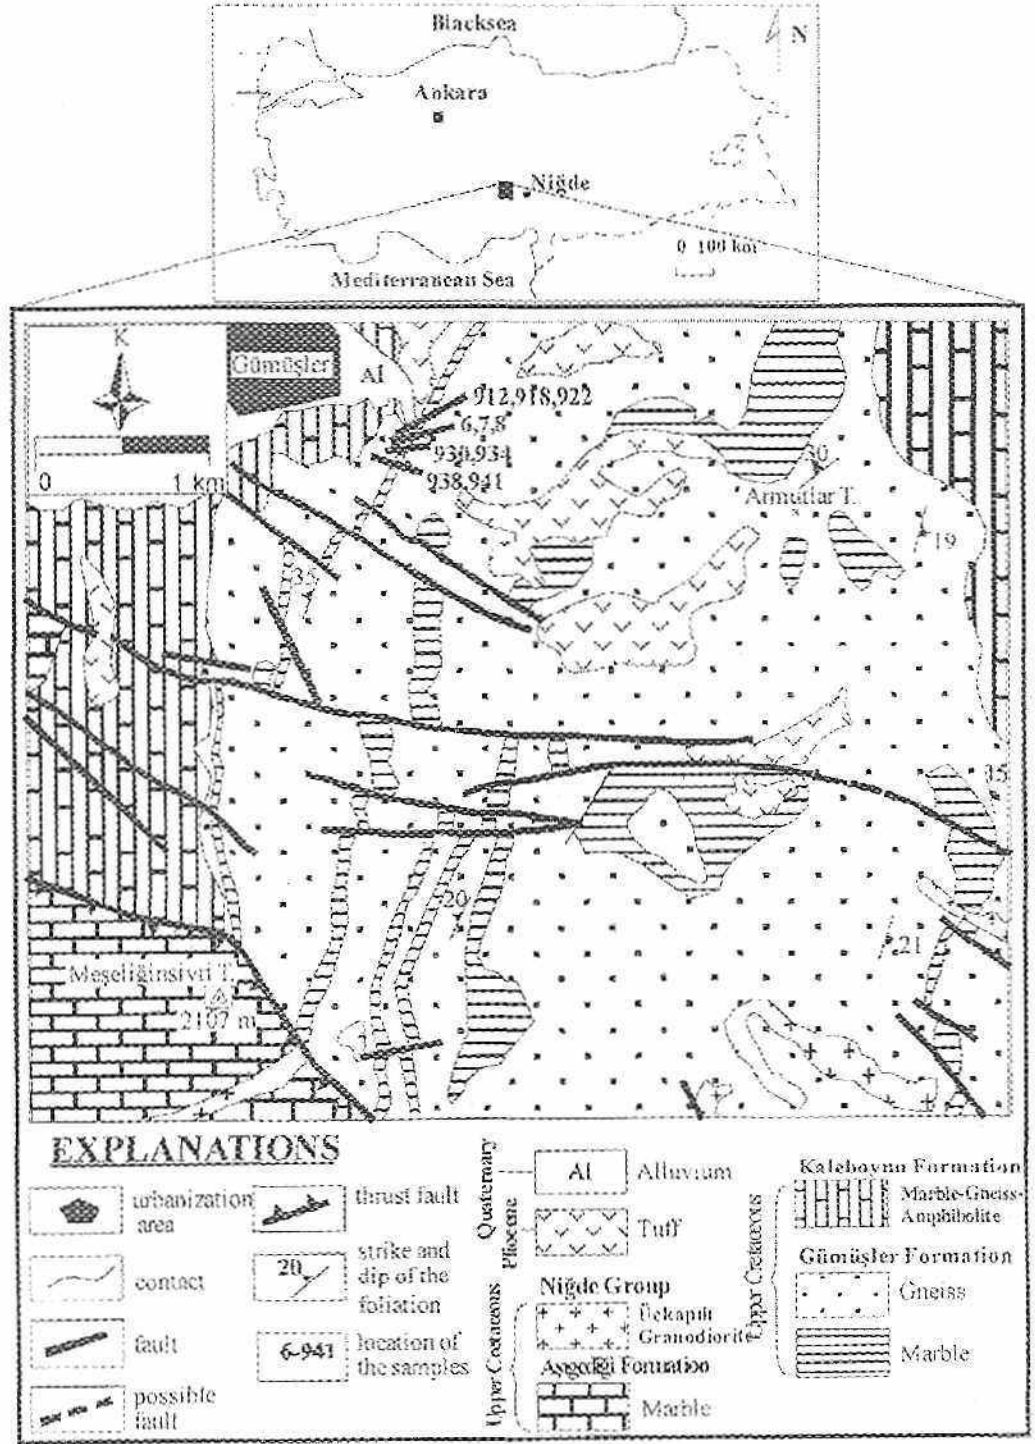 Blacksea
N
Ankara
Niğde
0 100 km
Mediterranean Sea
K
Gümüşler
Al
912,918,922
6,7,8
930,934
938,941
0 1 km
30
Armutlar T.
19
35
15
20
21
Meşeliğinsivri T.
2107 m
EXPLANATIONS
urbanization
area
contact
fault
possible
fault
thrust fault
20
strike and
dip of the
foliation
6-941
location of
the samples
Quaternary
Al
Alluvium
Pliocene
Tuff
Upper Cretaceous
Niğde Group
Üçkapılı
Granodiorite
Formation
Marble
Upper Cretaceous
Kaleboynu Formation
Marble-Gneiss-
Amphibolite
Gümüşler Formation
Gneiss
Marble